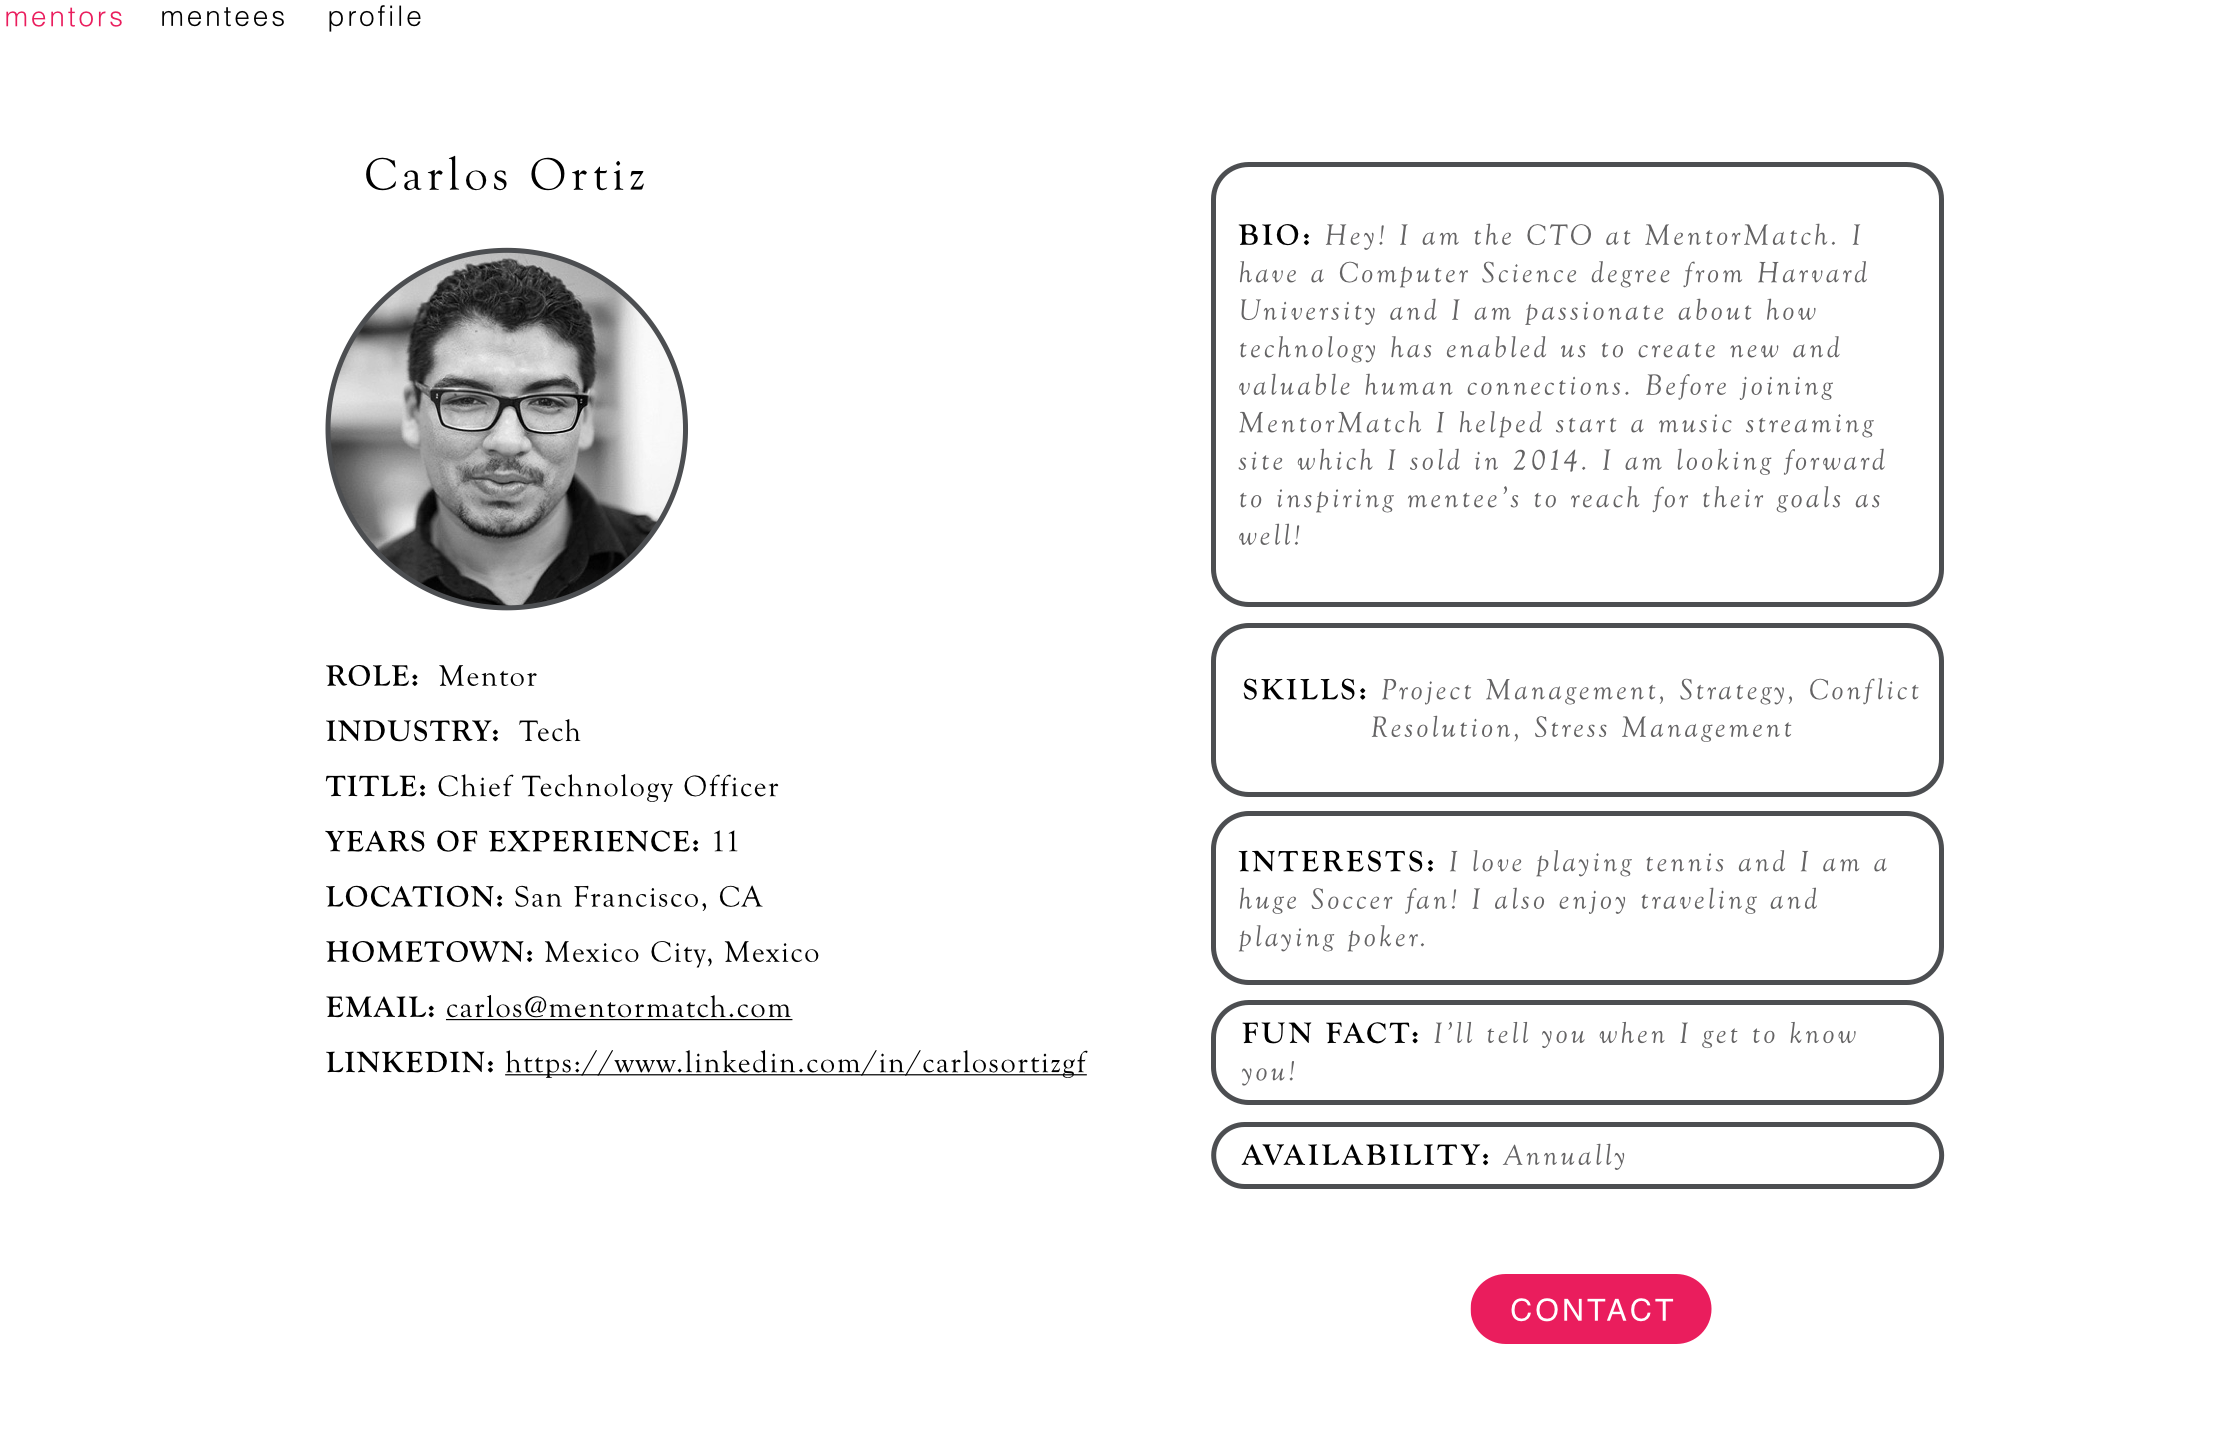 mentors mentees profile
Carlos Ortiz
ROLE: Mentor
INDUSTRY: Tech
TITLE: Chief Technology Officer
YEARS OF EXPERIENCE: 11
LOCATION: San Francisco, CA
HOMETOWN: Mexico City, Mexico
EMAIL: carlos@mentormatch.com
LINKEDIN: https://www.linkedin.com/in/carlosortizgf
BIO: Hey! I am the CTO at MentorMatch. I
have a Computer Science degree from Harvard
University and I am passionate about how
technology has enabled us to create new and
valuable human connections. Before joining
MentorMatch I helped start a music streaming
site which I sold in 2014. I am looking forward
to inspiring mentee’s to reach for their goals as
well!
SKILLS: Project Management, Strategy, Conflict
Resolution, Stress Management
INTERESTS: I love playing tennis and I am a
huge Soccer fan! I also enjoy traveling and
playing poker.
FUN FACT: I’ll tell you when I get to know
you!
AVAILABILITY: Annually
CONTACT